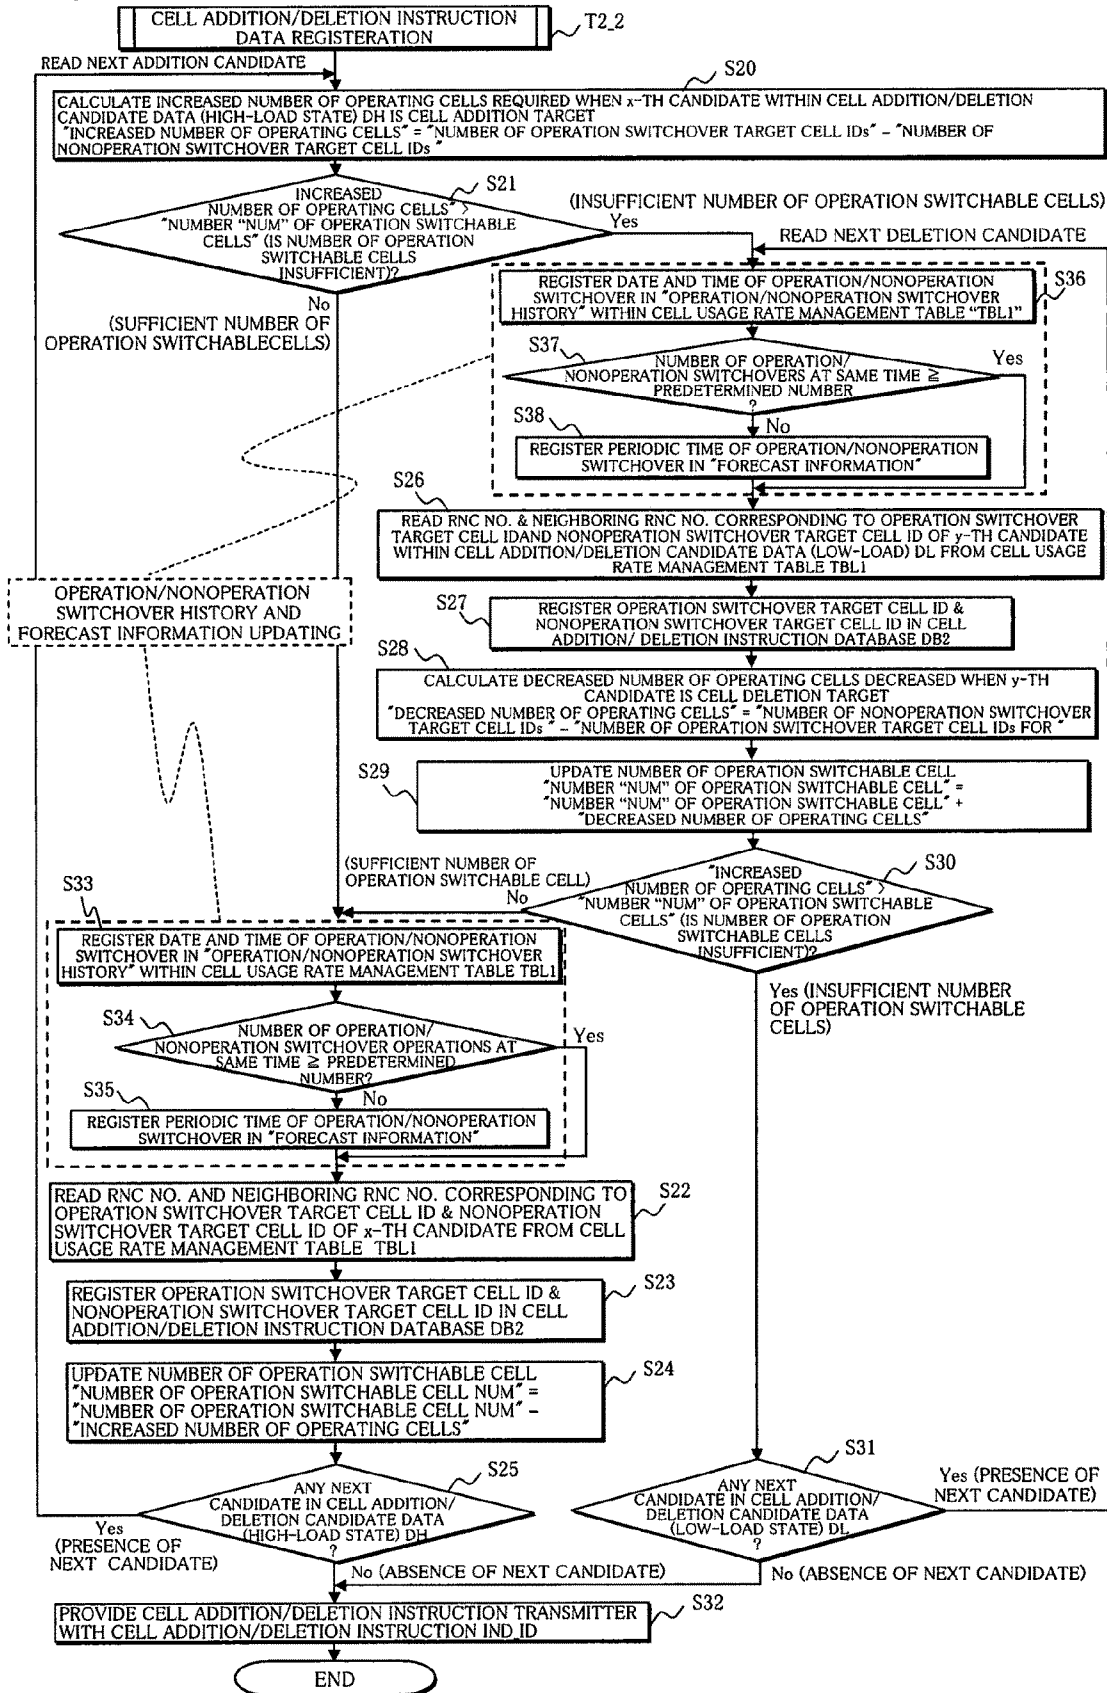 CELL ADDITION/DELETION INSTRUCTION
DATA REGISTERATION
T2_2
READ NEXT ADDITION CANDIDATE
S20
CALCULATE INCREASED NUMBER OF OPERATING CELLS REQUIRED WHEN x-TH CANDIDATE WITHIN CELL ADDITION/DELETION
CANDIDATE DATA (HIGH-LOAD STATE) DH IS CELL ADDITION TARGET
"INCREASED NUMBER OF OPERATING CELLS" = "NUMBER OF OPERATION SWITCHOVER TARGET CELL IDs" - "NUMBER OF
NONOPERATION SWITCHOVER TARGET CELL IDs "
S21
INCREASED
NUMBER OF OPERATING CELLS" >
"NUMBER "NUM" OF OPERATION SWITCHABLE
CELLS" (IS NUMBER OF OPERATION
SWITCHABLE CELLS
INSUFFICIENT)?
(INSUFFICIENT NUMBER OF OPERATION SWITCHABLE CELLS)
Yes
No
(SUFFICIENT NUMBER OF
OPERATION SWITCHABLECELLS)
READ NEXT DELETION CANDIDATE
REGISTER DATE AND TIME OF OPERATION/NONOPERATION
SWITCHOVER IN "OPERATION/NONOPERATION SWITCHOVER
HISTORY" WITHIN CELL USAGE RATE MANAGEMENT TABLE "TBL1"
S36
S37
NUMBER OF OPERATION/
NONOPERATION SWITCHOVERS AT SAME TIME ≧
PREDETERMINED NUMBER
?
Yes
S38
No
REGISTER PERIODIC TIME OF OPERATION/NONOPERATION
SWITCHOVER IN "FORECAST INFORMATION"
S26
READ RNC NO. & NEIGHBORING RNC NO. CORRESPONDING TO OPERATION SWITCHOVER
TARGET CELL IDAND NONOPERATION SWITCHOVER TARGET CELL ID OF y-TH CANDIDATE
WITHIN CELL ADDITION/DELETION CANDIDATE DATA (LOW-LOAD) DL FROM CELL USAGE
RATE MANAGEMENT TABLE TBL1
OPERATION/NONOPERATION
SWITCHOVER HISTORY AND
FORECAST INFORMATION UPDATING
S27
REGISTER OPERATION SWITCHOVER TARGET CELL ID &
NONOPERATION SWITCHOVER TARGET CELL ID IN CELL
ADDITION/ DELETION INSTRUCTION DATABASE DB2
S28
CALCULATE DECREASED NUMBER OF OPERATING CELLS DECREASED WHEN y-TH
CANDIDATE IS CELL DELETION TARGET
"DECREASED NUMBER OF OPERATING CELLS" = "NUMBER OF NONOPERATION SWITCHOVER
TARGET CELL IDs " - "NUMBER OF OPERATION SWITCHOVER TARGET CELL IDs FOR "
S29
UPDATE NUMBER OF OPERATION SWITCHABLE CELL
"NUMBER "NUM" OF OPERATION SWITCHABLE CELL" =
"NUMBER "NUM" OF OPERATION SWITCHABLE CELL" +
"DECREASED NUMBER OF OPERATING CELLS"
S30
"INCREASED
NUMBER OF OPERATING CELLS" >
"NUMBER "NUM" OF OPERATION SWITCHABLE
CELLS" (IS NUMBER OF OPERATION
SWITCHABLE CELLS
INSUFFICIENT)?
(SUFFICIENT NUMBER OF
OPERATION SWITCHABLE CELL)
No
Yes (INSUFFICIENT NUMBER
OF OPERATION SWITCHABLE
CELLS)
S33
REGISTER DATE AND TIME OF OPERATION/NONOPERATION
SWITCHOVER IN "OPERATION/NONOPERATION SWITCHOVER
HISTORY" WITHIN CELL USAGE RATE MANAGEMENT TABLE TBL1
S34
NUMBER OF OPERATION/
NONOPERATION SWITCHOVER OPERATIONS AT
SAME TIME ≧ PREDETERMINED
NUMBER?
Yes
S35
No
REGISTER PERIODIC TIME OF OPERATION/NONOPERATION
SWITCHOVER IN "FORECAST INFORMATION"
READ RNC NO. AND NEIGHBORING RNC NO. CORRESPONDING TO
OPERATION SWITCHOVER TARGET CELL ID & NONOPERATION
SWITCHOVER TARGET CELL ID OF x-TH CANDIDATE FROM CELL
USAGE RATE MANAGEMENT TABLE TBL1
S22
REGISTER OPERATION SWITCHOVER TARGET CELL ID &
NONOPERATION SWITCHOVER TARGET CELL ID IN CELL
ADDITION/DELETION INSTRUCTION DATABASE DB2
S23
UPDATE NUMBER OF OPERATION SWITCHABLE CELL
"NUMBER OF OPERATION SWITCHABLE CELL NUM" =
"NUMBER OF OPERATION SWITCHABLE CELL NUM" -
"INCREASED NUMBER OF OPERATING CELLS"
S24
S25
ANY NEXT
CANDIDATE IN CELL ADDITION/
DELETION CANDIDATE DATA
(HIGH-LOAD STATE) DH
?
Yes
(PRESENCE OF
NEXT CANDIDATE)
No (ABSENCE OF NEXT CANDIDATE)
S31
ANY NEXT
CANDIDATE IN CELL ADDITION/
DELETION CANDIDATE DATA
(LOW-LOAD STATE) DL
?
Yes (PRESENCE OF
NEXT CANDIDATE)
No (ABSENCE OF NEXT CANDIDATE)
PROVIDE CELL ADDITION/DELETION INSTRUCTION TRANSMITTER
WITH CELL ADDITION/DELETION INSTRUCTION IND_ID
S32
END